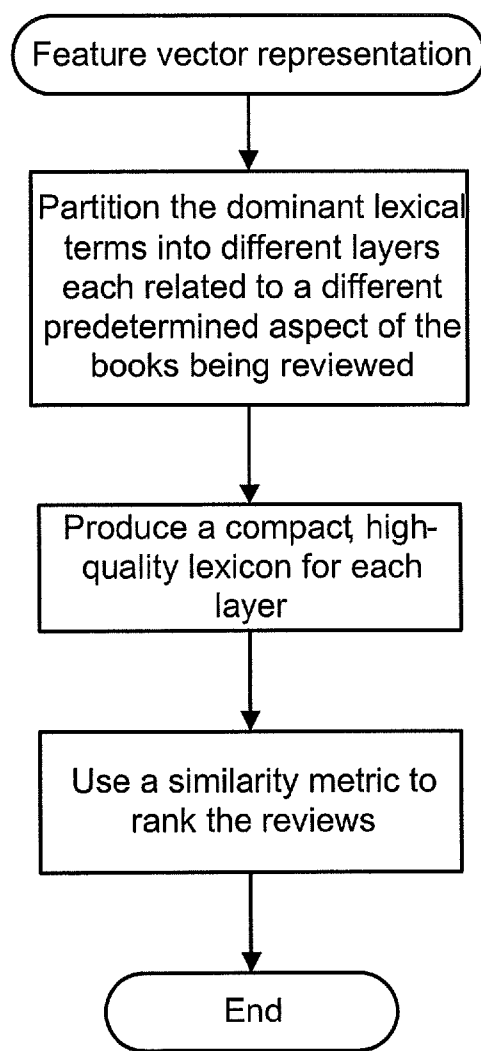 Feature vector representation
Partition the dominant lexical
terms into different layers
each related to a different
predetermined aspect of the
books being reviewed
Produce a compact, high-
quality lexicon for each
layer
Use a similarity metric to
rank the reviews
End